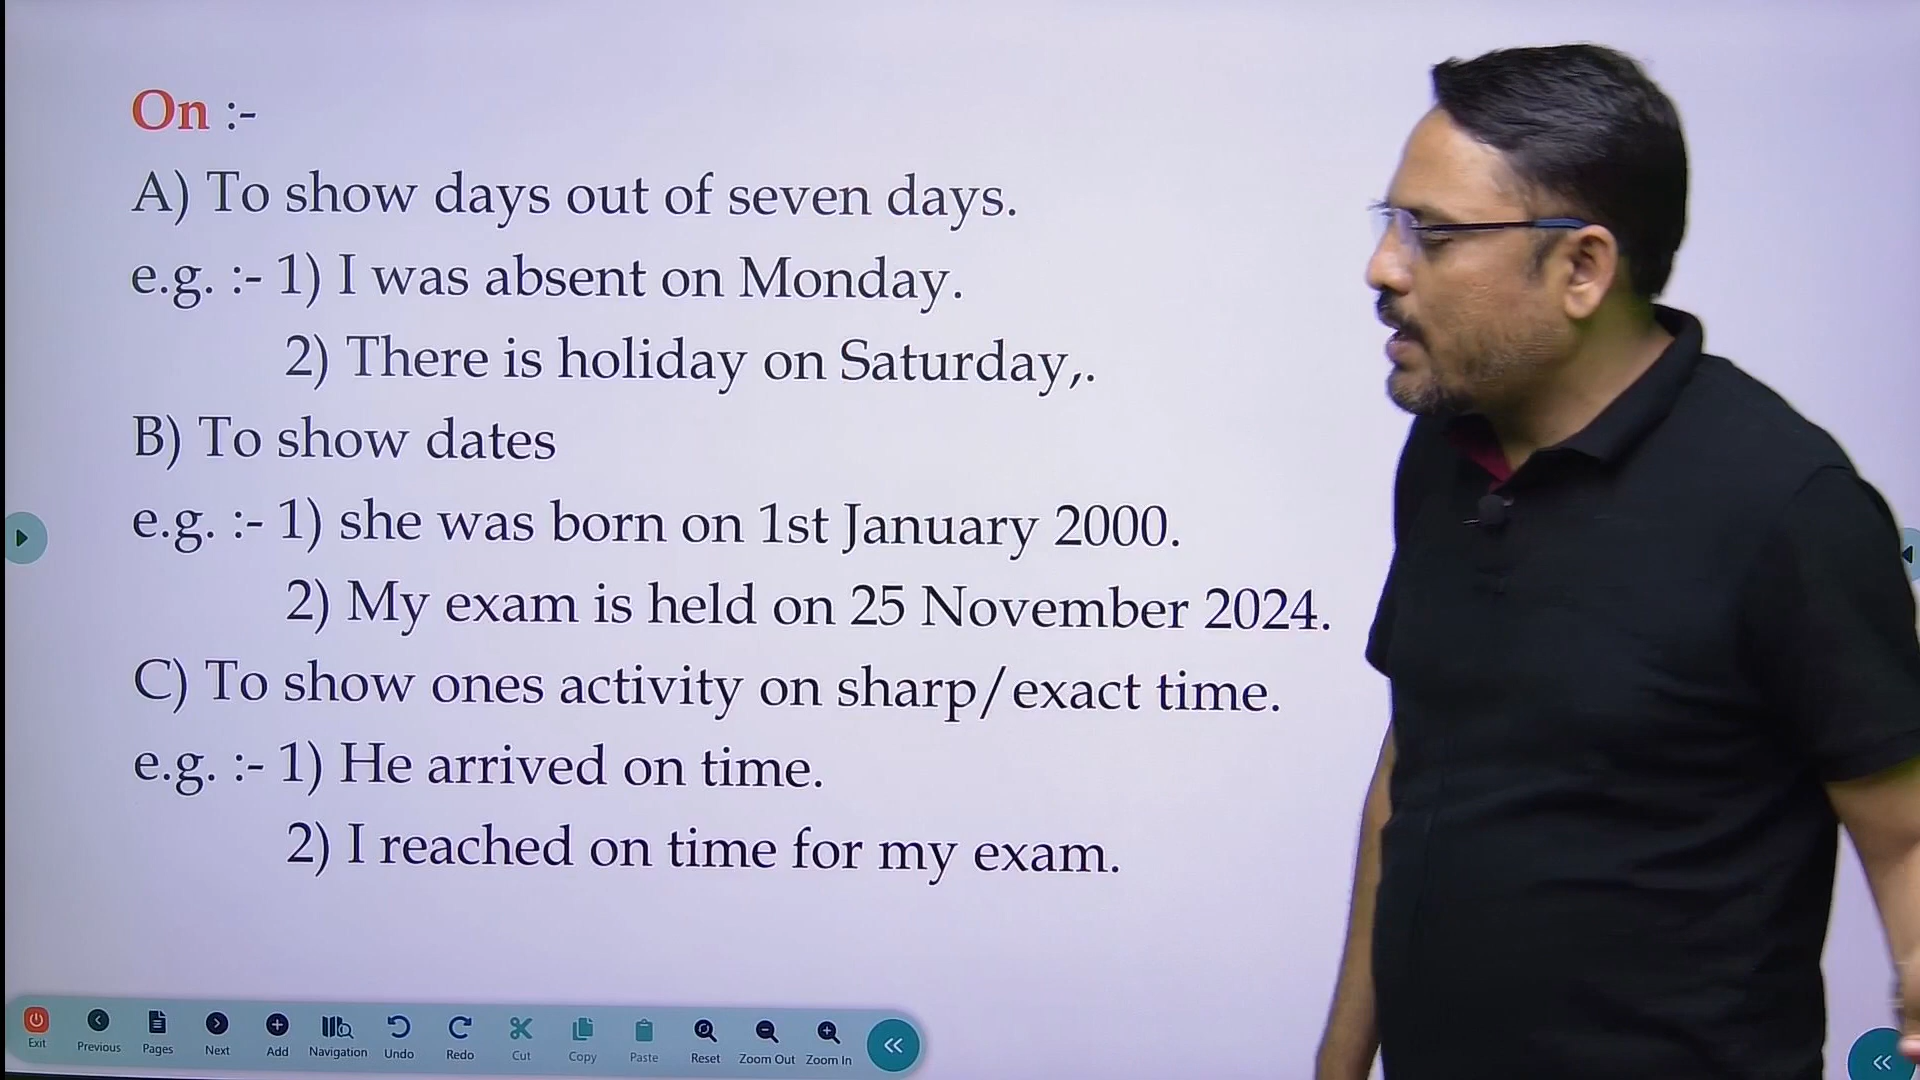 On :-
A) To show days out of seven days.
e.g. :- 1) I was absent on Monday.
2) There is holiday on Saturday,.
B) To show dates
e.g. :- 1) she was born on 1st January 2000.
2) My exam is held on 25 November 2024.
C) To show ones activity on sharp/exact time.
e.g. :- 1) He arrived on time.
2) I reached on time for my exam.
Exit Previous Pages Next Add Navigation Undo Redo Cut Copy Paste Reset Zoom Out Zoom In